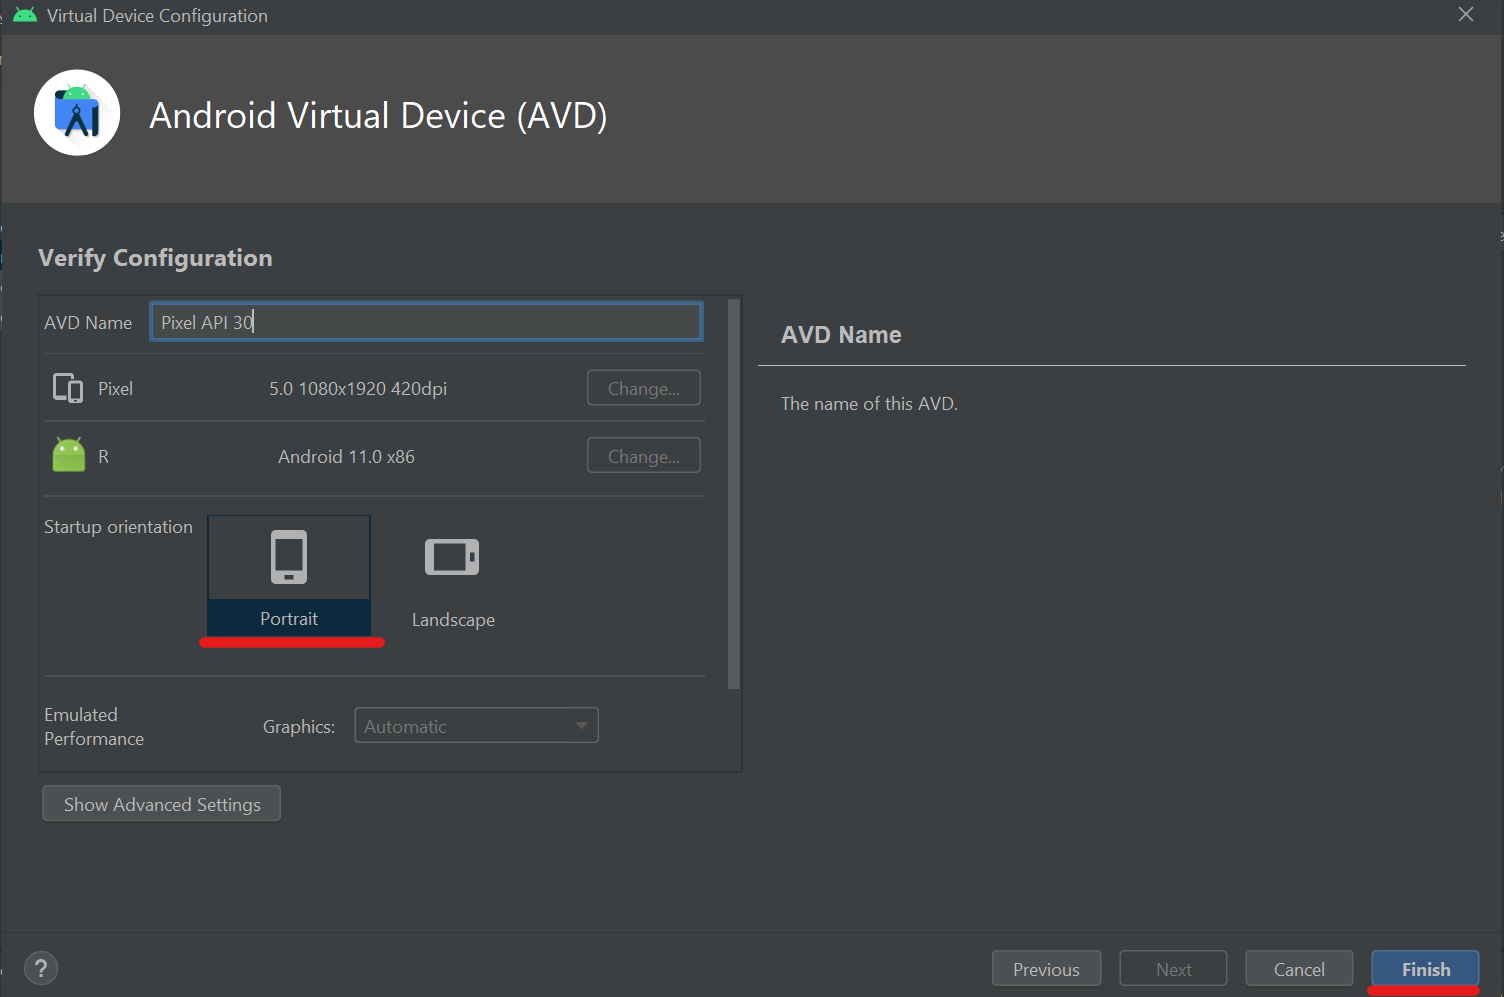 Virtual Device Configuration
Android Virtual Device (AVD)
Verify Configuration
AVD Name Pixel API 30
Pixel 5.0 1080x1920 420dpi Change...
R Android 11.0 x86 Change...
Startup orientation
Portrait Landscape
Emulated
Performance
Graphics: Automatic
Show Advanced Settings
AVD Name
The name of this AVD.
? Previous Next Cancel Finish